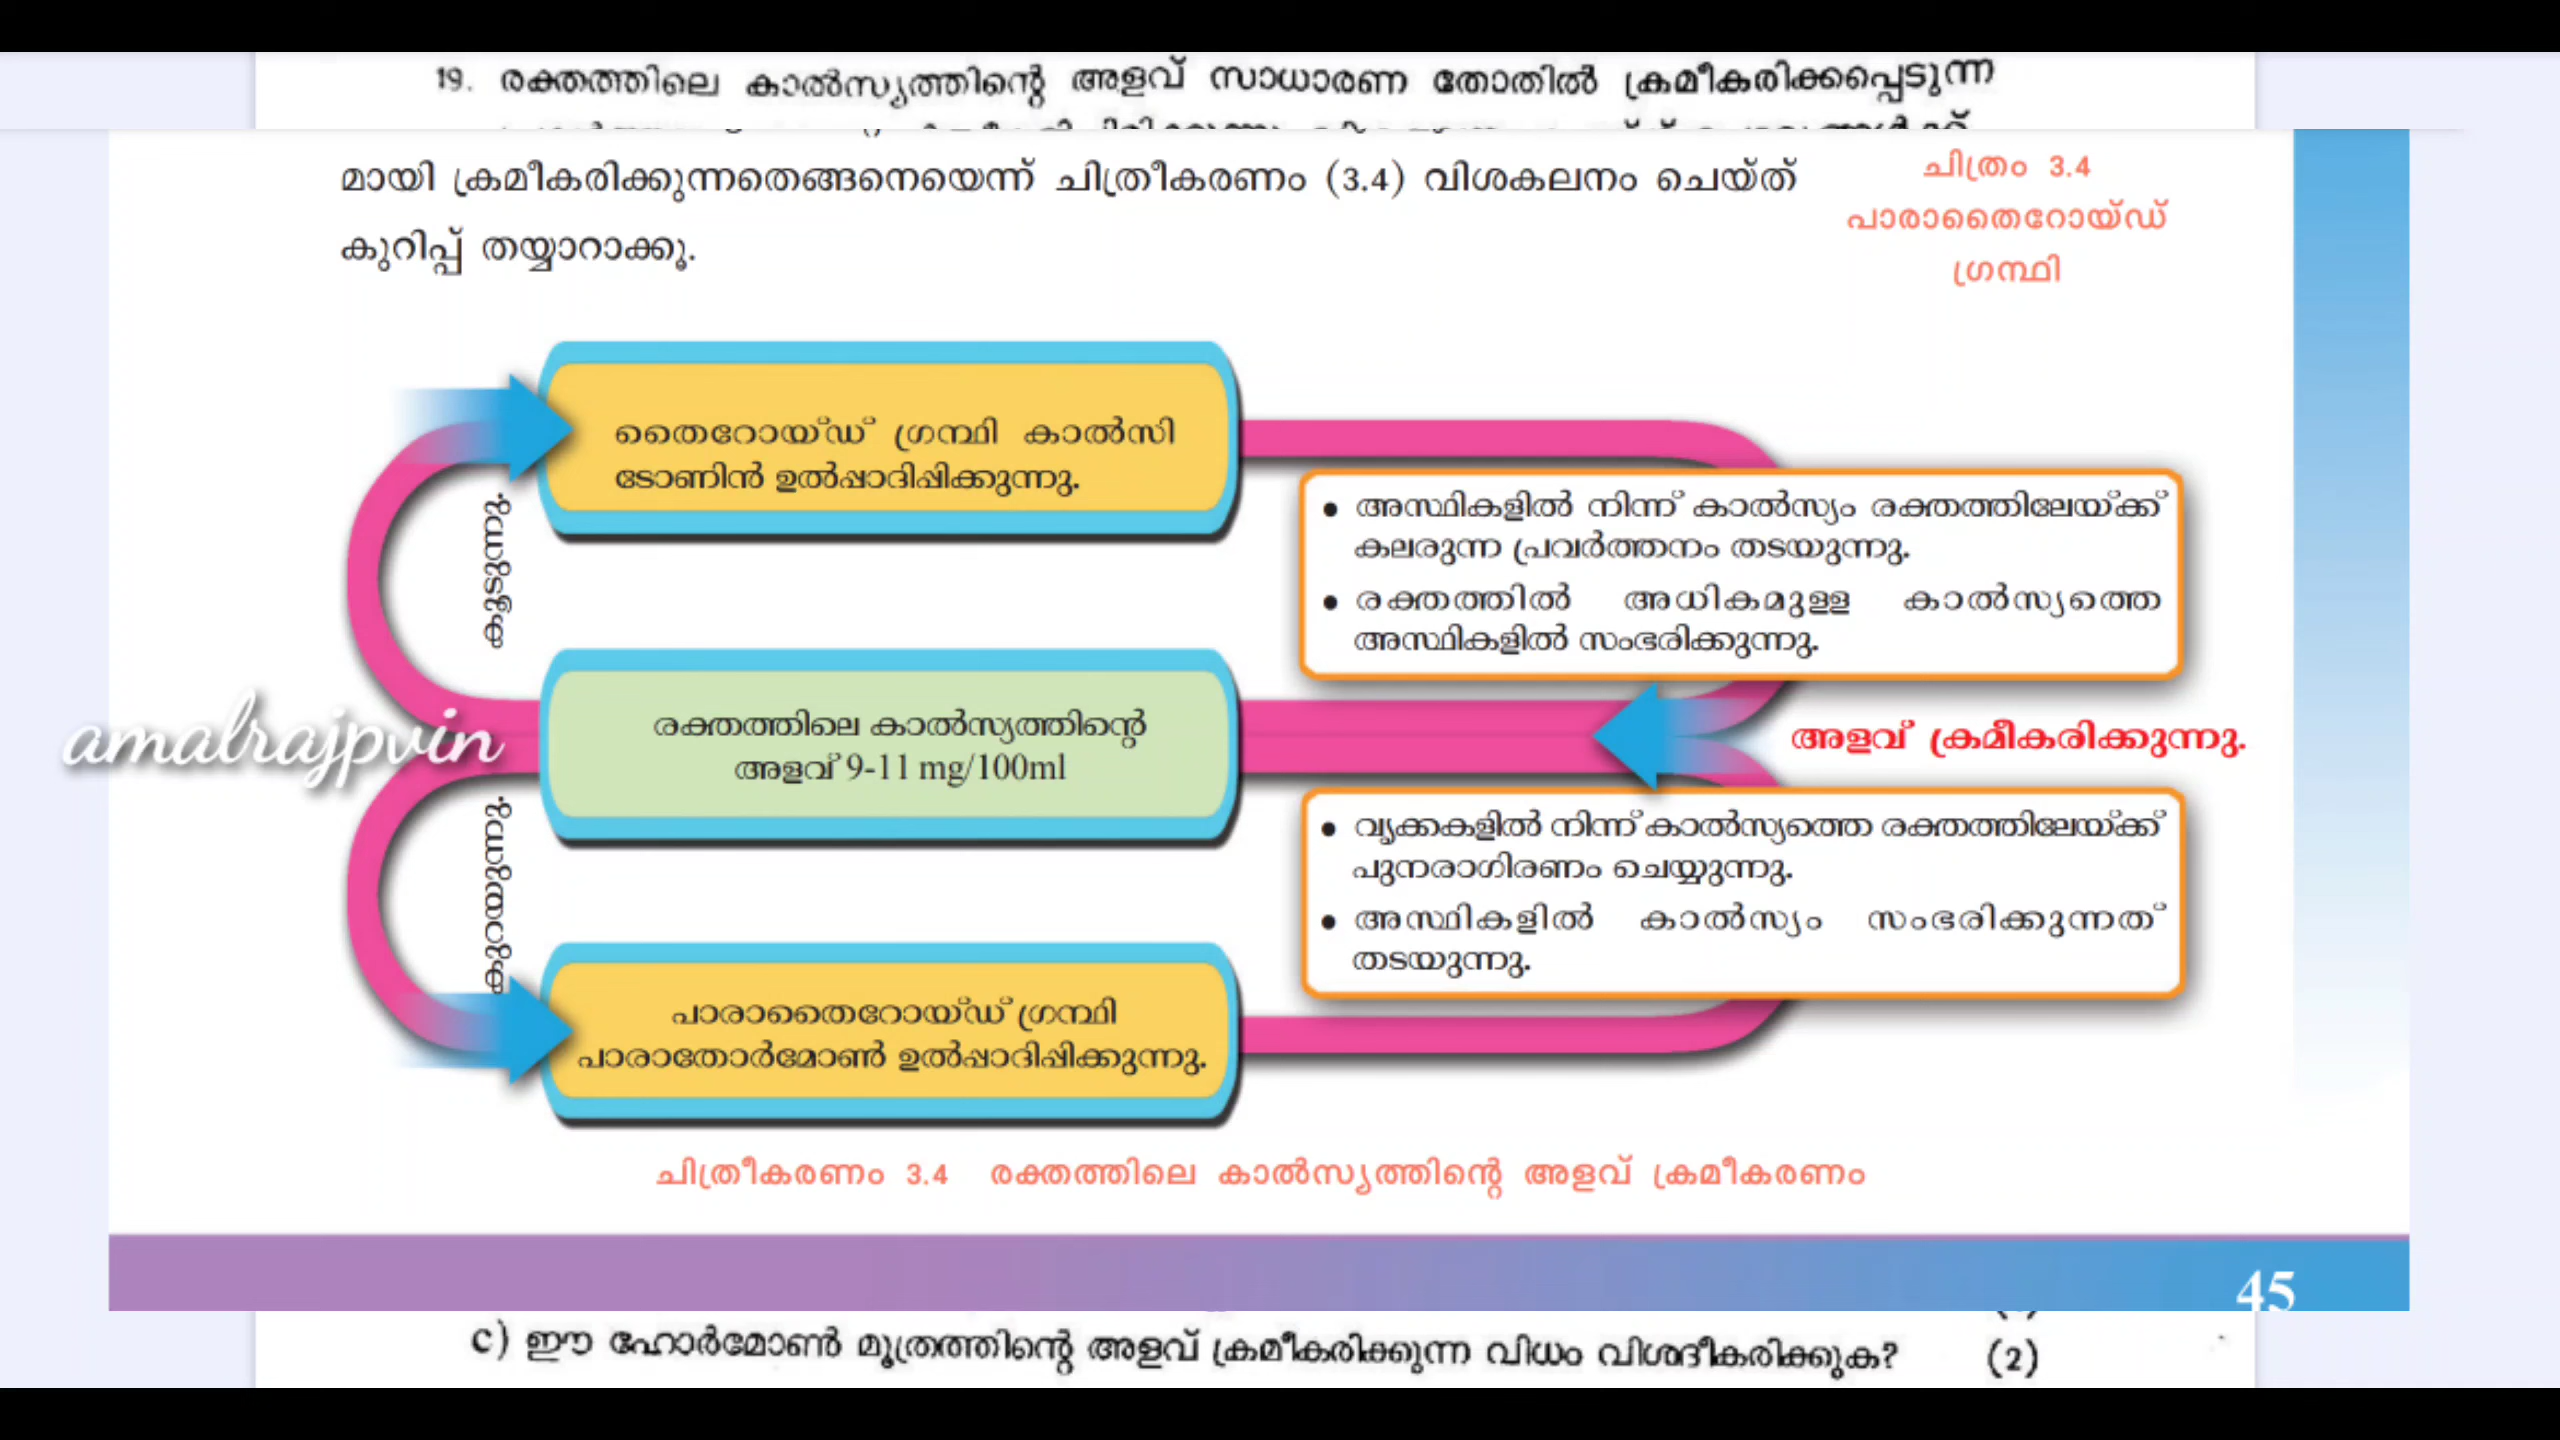 19. രക്തത്തിലെ കാൽസ്യത്തിന്റെ അളവ് സാധാരണ തോതിൽ ക്രമീകരിക്കപ്പെടുന്ന
മായി ക്രമീകരിക്കുന്നതെങ്ങനെയെന്ന് ചിത്രീകരണം (3.4) വിശകലനം ചെയ്ത്
കുറിപ്പ് തയ്യാറാക്കൂ.
ചിത്രം 3.4
പാരാതൈറോയ്ഡ്
ഗ്രന്ഥി
തൈറോയ്ഡ് ഗ്രന്ഥി കാൽസി
ടോണിൻ ഉൽപ്പാദിപ്പിക്കുന്നു.
കൂടുന്നു.
• അസ്ഥികളിൽ നിന്ന് കാൽസ്യം രക്തത്തിലേയ്ക്ക്
കലരുന്ന പ്രവർത്തനം തടയുന്നു.
• രക്തത്തിൽ അധികമുള്ള കാൽസ്യത്തെ
അസ്ഥികളിൽ സംഭരിക്കുന്നു.
രക്തത്തിലെ കാൽസ്യത്തിന്റെ
അളവ് 9-11 mg/100ml
amalrajpvin
അളവ് ക്രമീകരിക്കുന്നു.
കുറയുന്നു.
• വൃക്കകളിൽ നിന്ന് കാൽസ്യത്തെ രക്തത്തിലേയ്ക്ക്
പുനരാഗിരണം ചെയ്യുന്നു.
• അസ്ഥികളിൽ കാൽസ്യം സംഭരിക്കുന്നത്
തടയുന്നു.
പാരാതൈറോയ്ഡ് ഗ്രന്ഥി
പാരാതോർമോൺ ഉൽപ്പാദിപ്പിക്കുന്നു.
ചിത്രീകരണം 3.4 രക്തത്തിലെ കാൽസ്യത്തിന്റെ അളവ് ക്രമീകരണം
45
c) ഈ ഹോർമോൺ മൂത്രത്തിന്റെ അളവ് ക്രമീകരിക്കുന്ന വിധം വിശദീകരിക്കുക? (2)